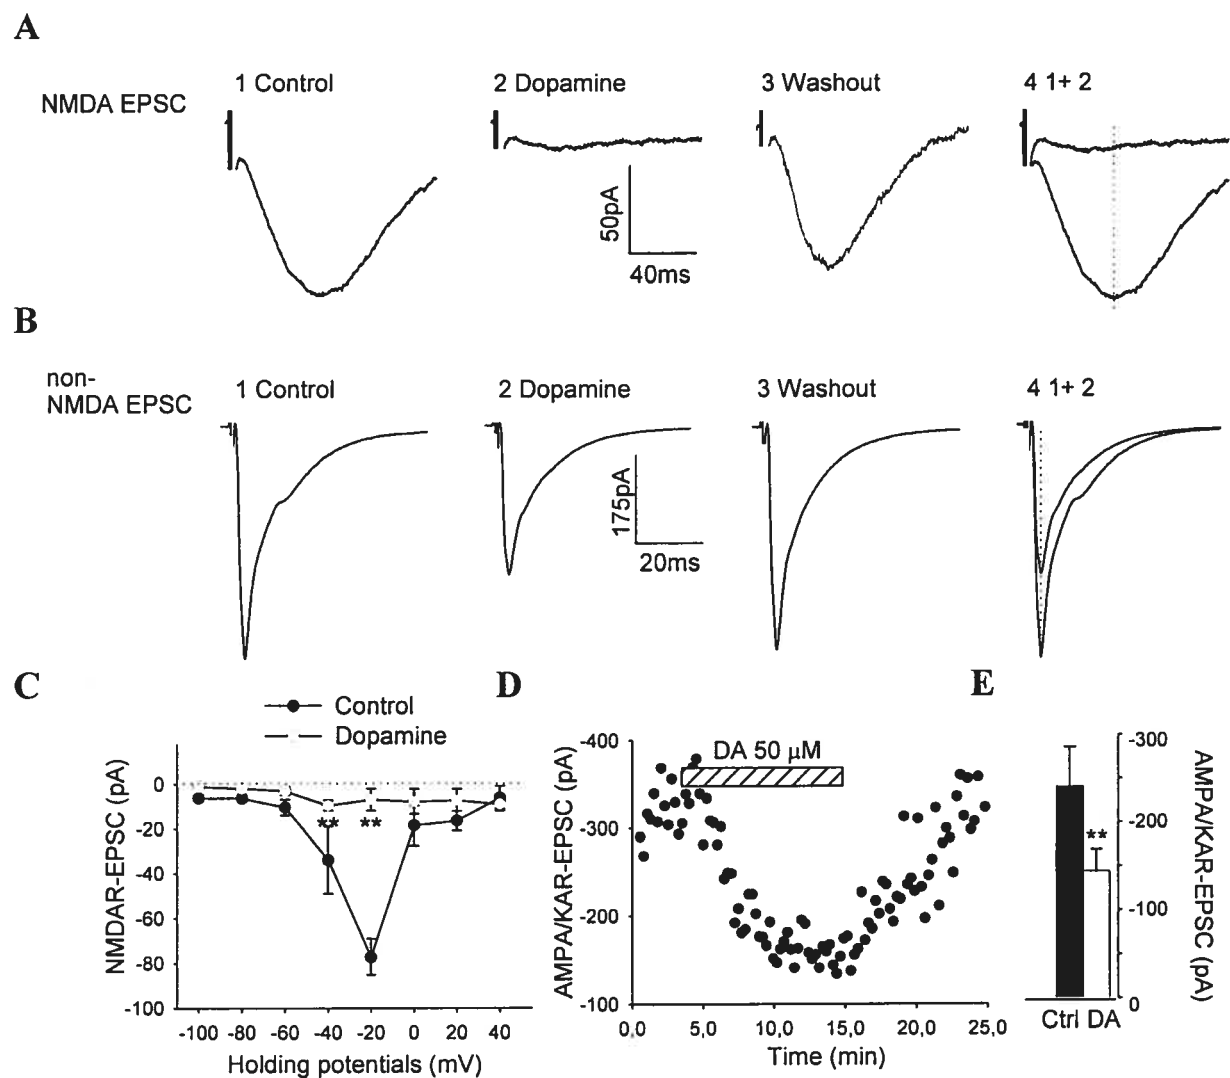 A
NMDA EPSC
1 Control
2 Dopamine
3 Washout
4 1+ 2
50pA
40ms
B
non-
NMDA EPSC
1 Control
2 Dopamine
3 Washout
4 1+ 2
175pA
20ms
C
Control
Dopamine
NMDAR-EPSC (pA)
0
-20
-40
-60
-80
-100
** **
-100 -80 -60 -40 -20 0 20 40
Holding potentials (mV)
D
AMPA/KAR-EPSC (pA)
-400
-300
-200
-100
DA 50 µM
0,0 5,0 10,0 15,0 20,0 25,0
Time (min)
E
**
-300
-200
-100
0
AMPA/KAR-EPSC (pA)
Ctrl DA